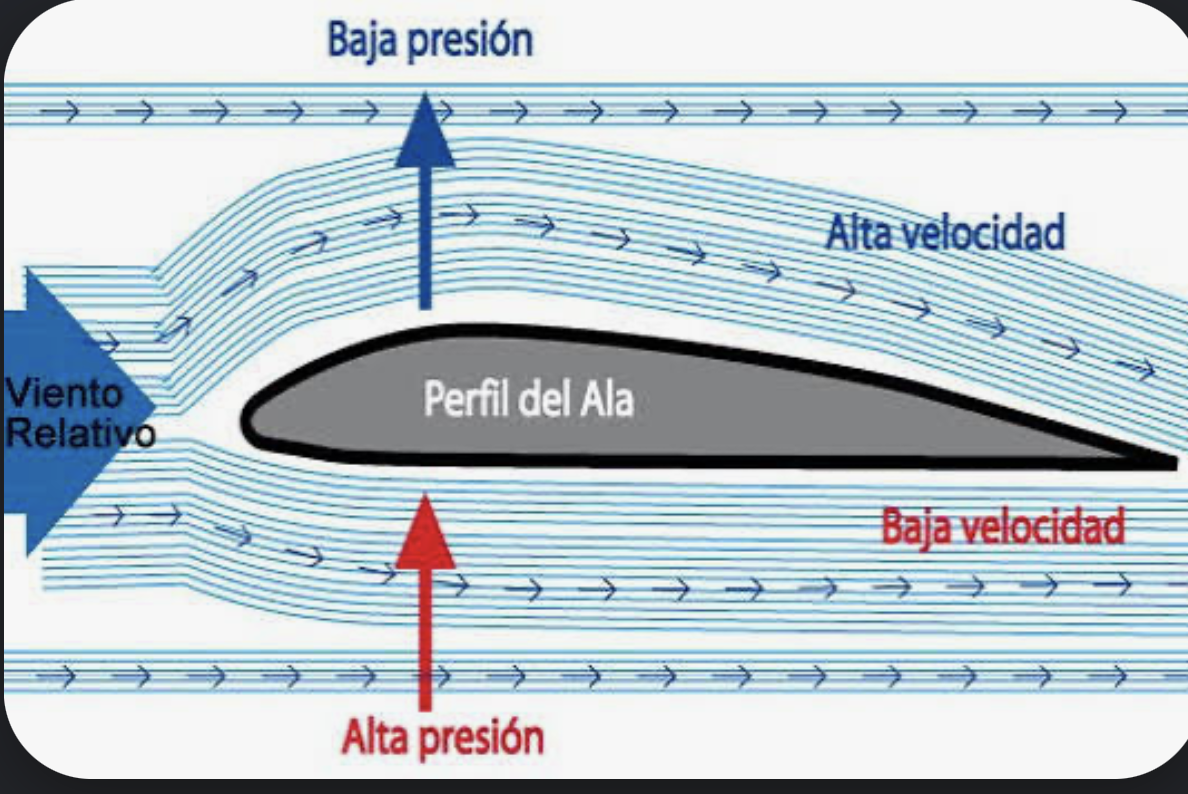 Baja presión
Alta velocidad
Viento
Relativo
Perfil del Ala
Baja velocidad
Alta presión